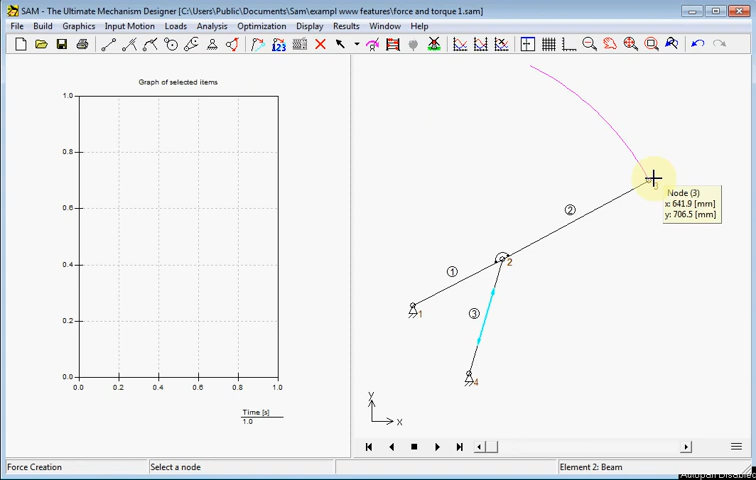 SAM - The Ultimate Mechanism Designer [C:\Users\Public\Documents\Sam\exampl www features\force and torque 1.sam]
File Build Graphics Input Motion Loads Analysis Optimization Display Results Window Help
123
Graph of selected items
1.0
0.8
0.6
0.4
0.2
0.0
0.0 0.2 0.4 0.6 0.8 1.0
Time [s]
1.0
3
Node (3)
x: 641.9 [mm]
y: 706.5 [mm]
2
2
1
1
3
4
y
x
Force Creation Select a node Element 2: Beam
Autopan Disabled